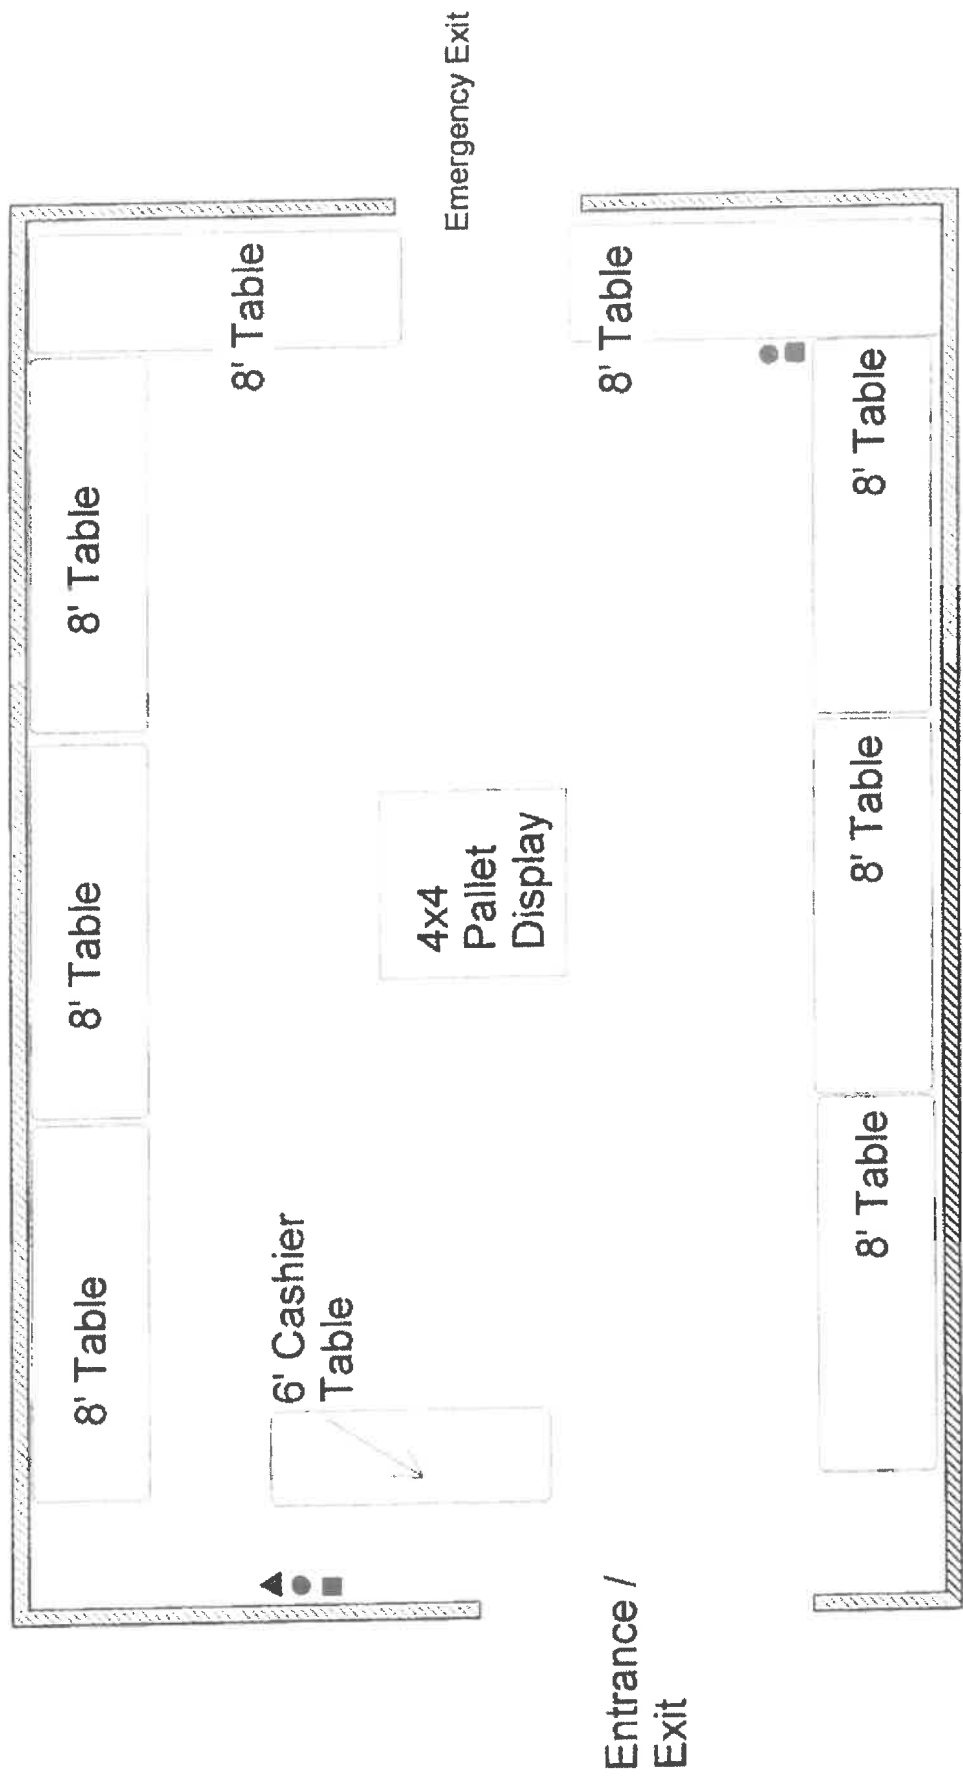 8' Table
8' Table
8' Table
8' Table
6' Cashier
Table
4x4
Pallet
Display
Emergency Exit
Entrance /
Exit
8' Table
8' Table
8' Table
8' Table